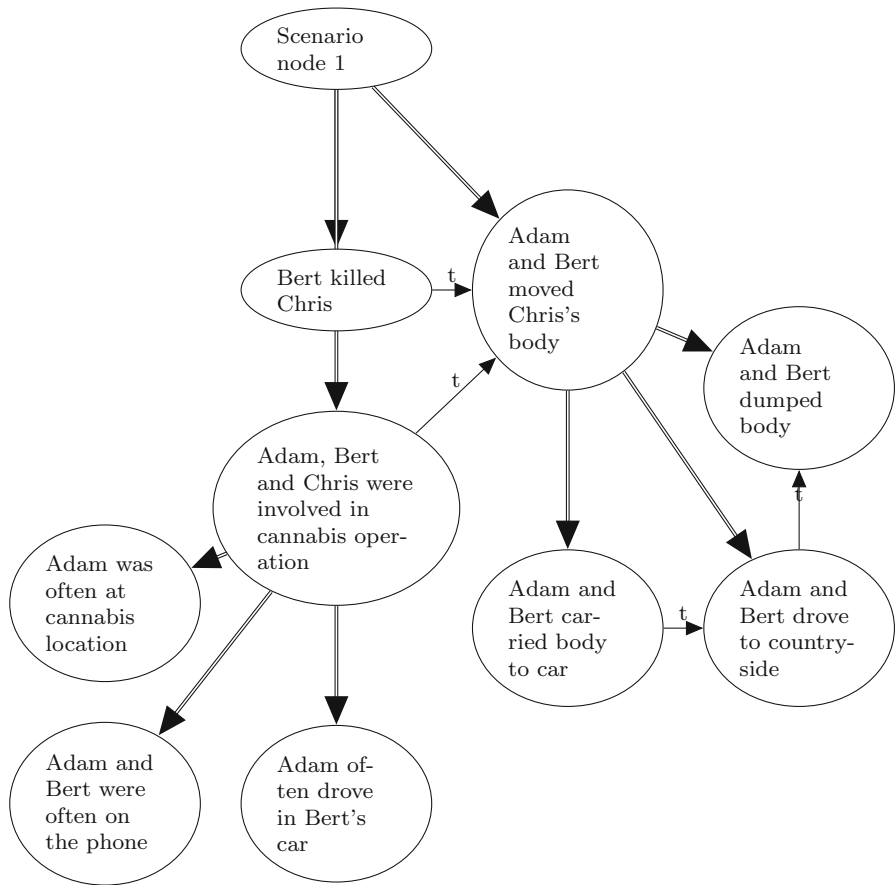 Scenario
node 1
Bert killed
Chris
t
Adam
and Bert
moved
Chris's
body
t
Adam
and Bert
dumped
body
t
Adam, Bert
and Chris were
involved in
cannabis oper-
ation
Adam was
often at
cannabis
location
Adam and
Bert car-
ried body
to car
t
Adam and
Bert drove
to country-
side
Adam and
Bert were
often on
the phone
Adam of-
ten drove
in Bert's
car